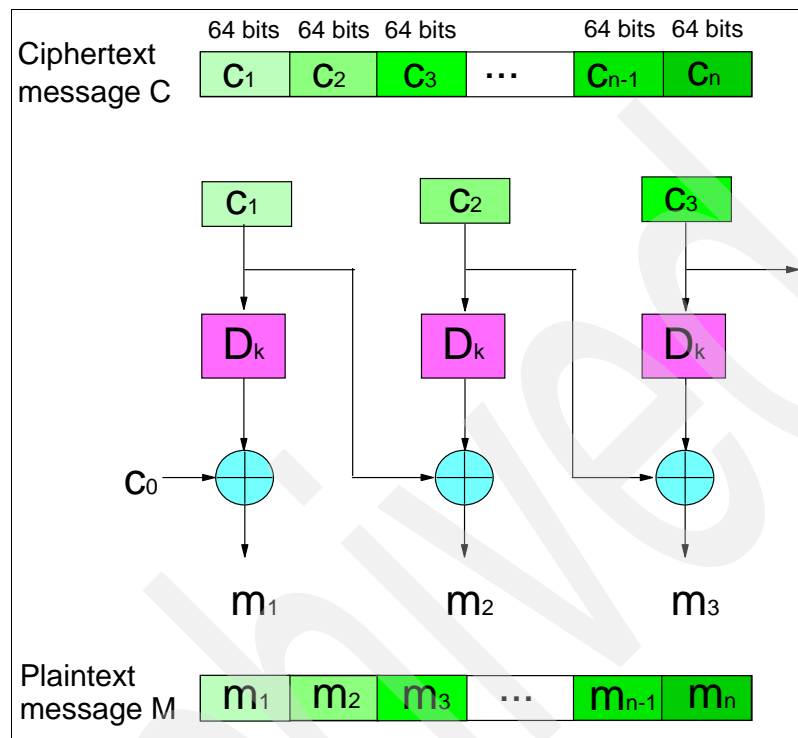 64 bits 64 bits 64 bits 64 bits 64 bits
Ciphertext message C
c1 c2 c3 ... cn-1 cn
c1 c2 c3
Dk Dk Dk
c0
m1 m2 m3
Plaintext message M
m1 m2 m3 ... mn-1 mn